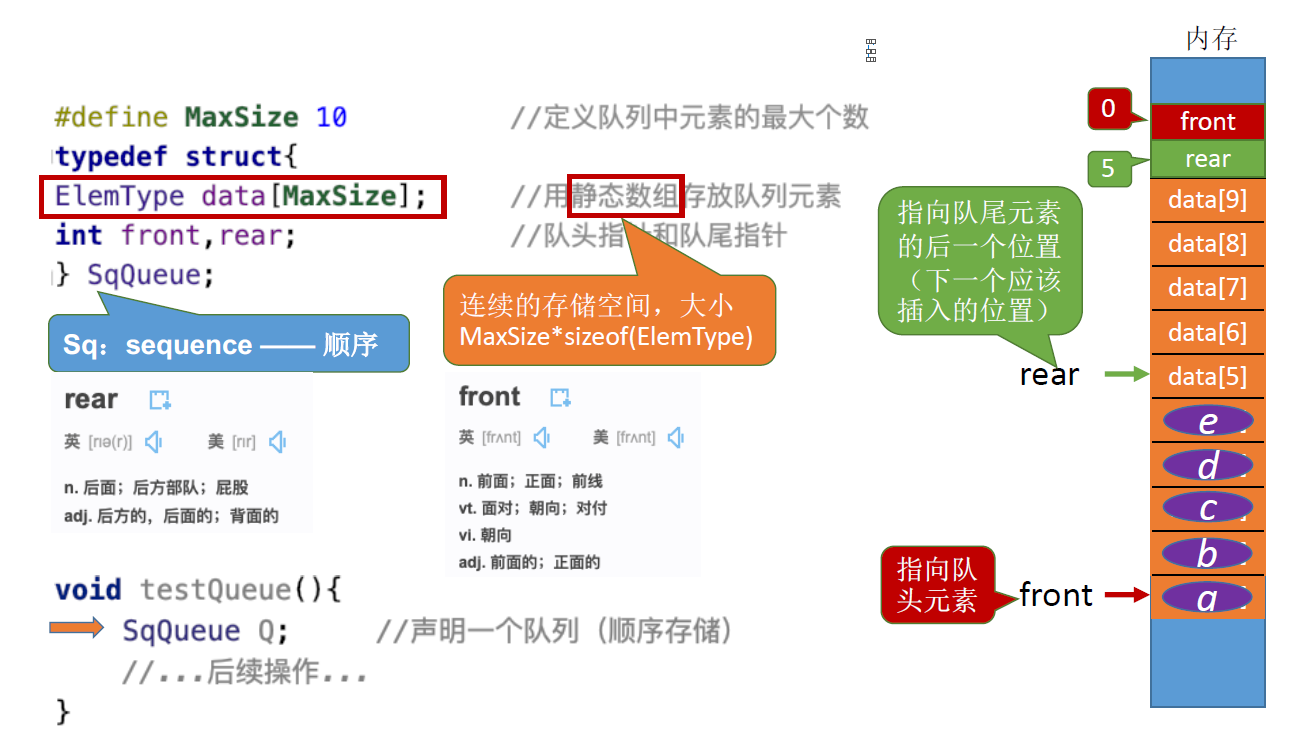 #define MaxSize 10 //定义队列中元素的最大个数
typedef struct{
ElemType data[MaxSize]; //用静态数组存放队列元素
int front,rear; //队头指针和队尾指针
} SqQueue;
Sq：sequence —— 顺序
连续的存储空间，大小
MaxSize*sizeof(ElemType)
rear
英 [rɪə(r)] 美 [rɪr]
n. 后面；后方部队；屁股
adj. 后方的，后面的；背面的
front
英 [frʌnt] 美 [frʌnt]
n. 前面；正面；前线
vt. 面对；朝向；对付
vi. 朝向
adj. 前面的；正面的
void testQueue(){
SqQueue Q; //声明一个队列（顺序存储）
//...后续操作...
}
内存
0
front
5
rear
data[9]
data[8]
data[7]
data[6]
data[5]
e
d
c
b
a
指向队尾元素
的后一个位置
（下一个应该
插入的位置）
rear
指向队
头元素
front